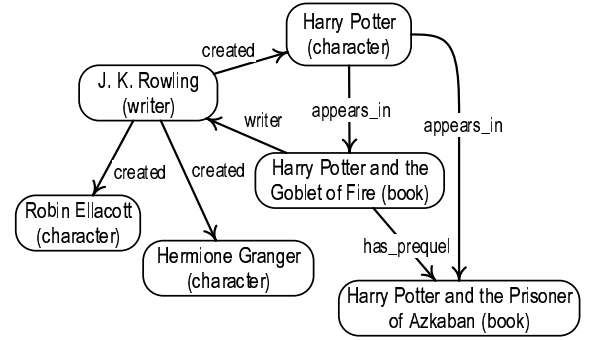 Harry Potter
(character)
created
J. K. Rowling
(writer)
appears_in
writer
appears_in
created
created
Harry Potter and the
Goblet of Fire (book)
Robin Ellacott
(character)
has_prequel
Hermione Granger
(character)
Harry Potter and the Prisoner
of Azkaban (book)